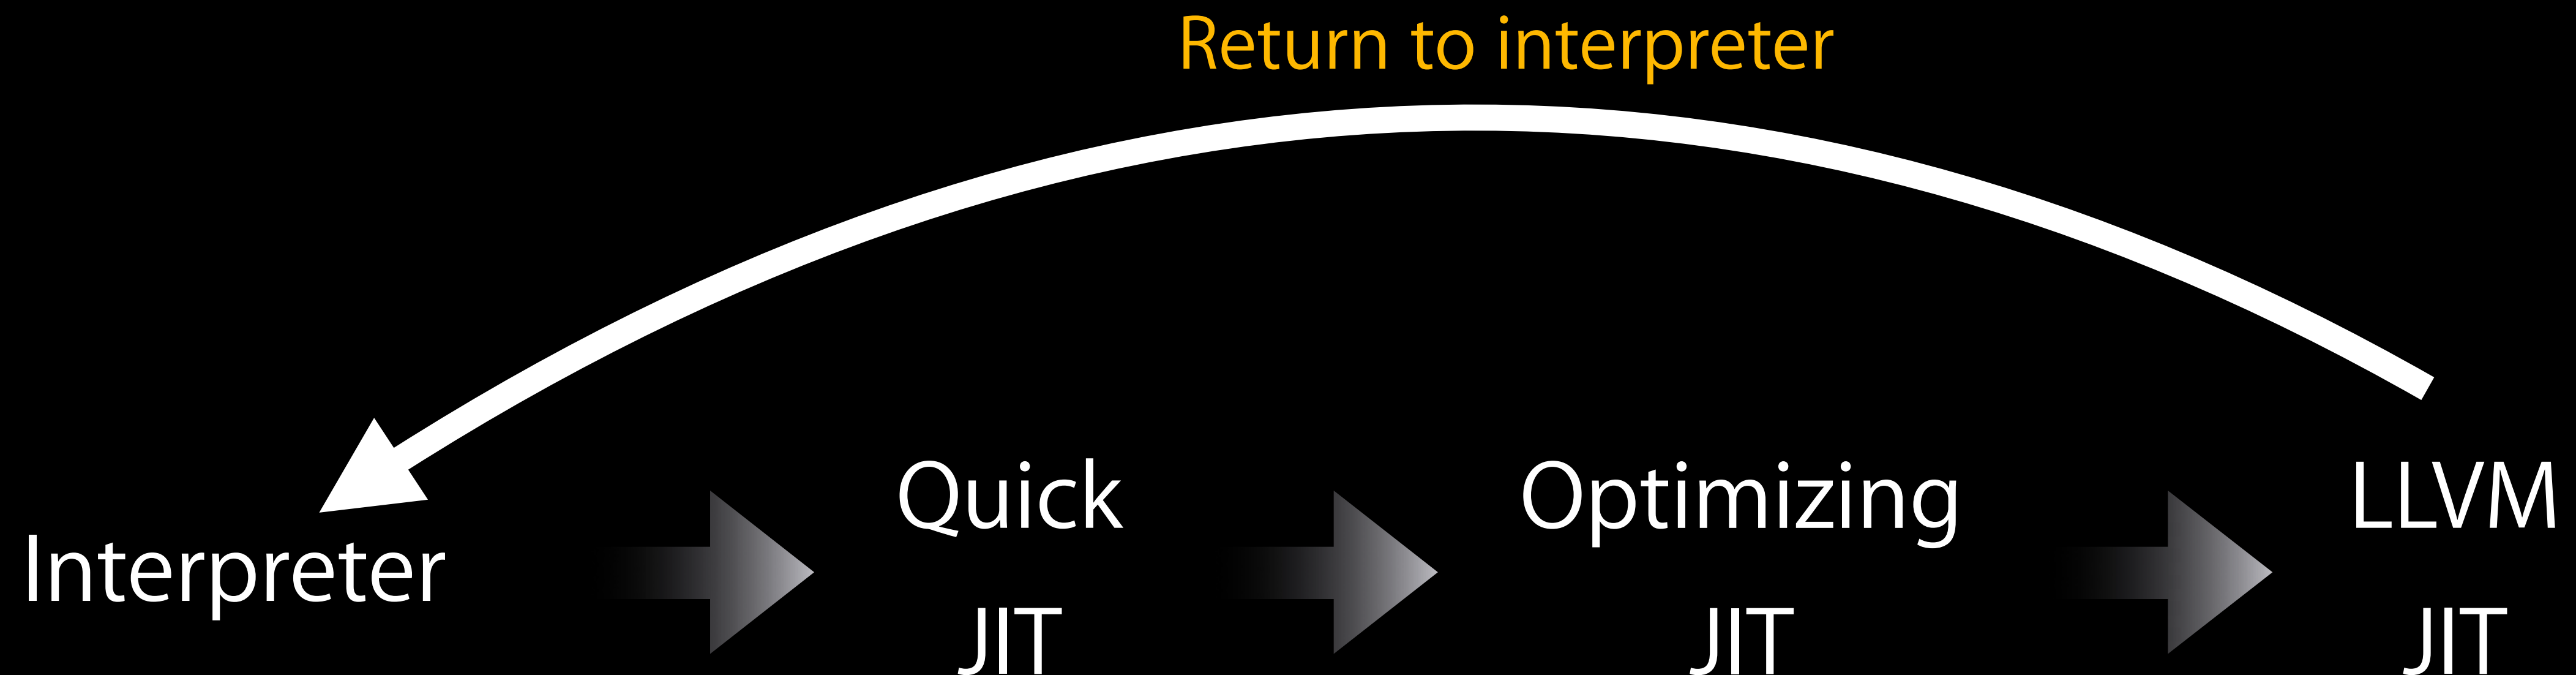 Return to interpreter
Interpreter
Quick
JIT
Optimizing
JIT
LLVM
JIT